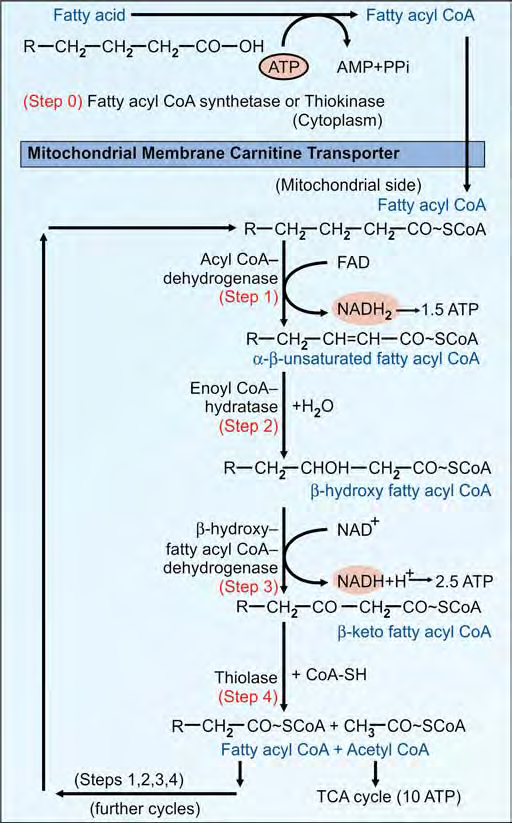 Fatty acid Fatty acyl CoA
R—CH₂—CH₂—CH₂—CO—OH
ATP AMP+PPi
(Step 0) Fatty acyl CoA synthetase or Thiokinase
(Cytoplasm)
Mitochondrial Membrane Carnitine Transporter
(Mitochondrial side)
Fatty acyl CoA
R—CH₂—CH₂—CH₂—CO~SCoA
Acyl CoA–
dehydrogenase
(Step 1)
FAD
NADH₂ 1.5 ATP
R—CH₂—CH=CH—CO~SCoA
α-β-unsaturated fatty acyl CoA
Enoyl CoA–
hydratase
(Step 2)
+H₂O
R—CH₂—CHOH—CH₂—CO~SCoA
β-hydroxy fatty acyl CoA
β-hydroxy–
fatty acyl CoA–
dehydrogenase
(Step 3)
NAD⁺
NADH+H⁺ 2.5 ATP
R—CH₂—CO—CH₂—CO~SCoA
β-keto fatty acyl CoA
Thiolase
(Step 4)
+ CoA-SH
R—CH₂—CO~SCoA + CH₃—CO~SCoA
Fatty acyl CoA + Acetyl CoA
(Steps 1,2,3,4)
(further cycles)
TCA cycle (10 ATP)